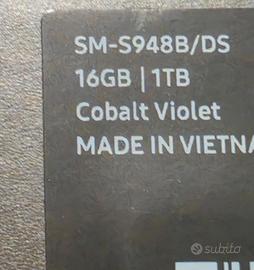 SM-S948B/DS
16GB | 1TB
Cobalt Violet
MADE IN VIETNA
subito